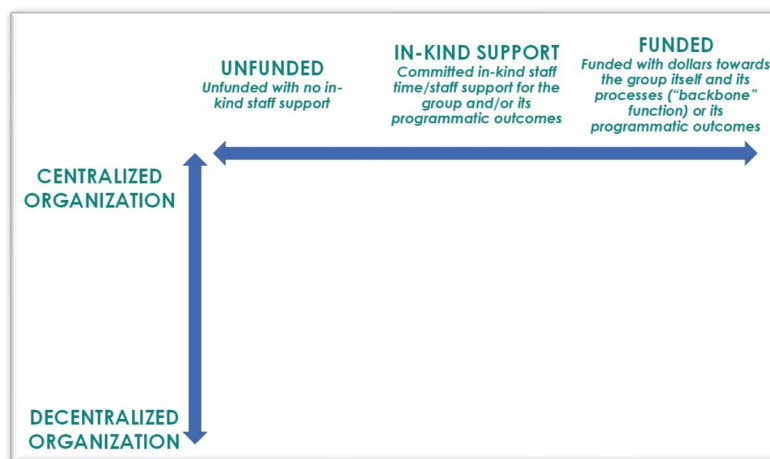 UNFUNDED
Unfunded with no in-
kind staff support
IN-KIND SUPPORT
Committed in-kind staff
time/staff support for the
group and/or its
programmatic outcomes
FUNDED
Funded with dollars towards
the group itself and its
processes (“backbone”
function) or its
programmatic outcomes
CENTRALIZED
ORGANIZATION
DECENTRALIZED
ORGANIZATION